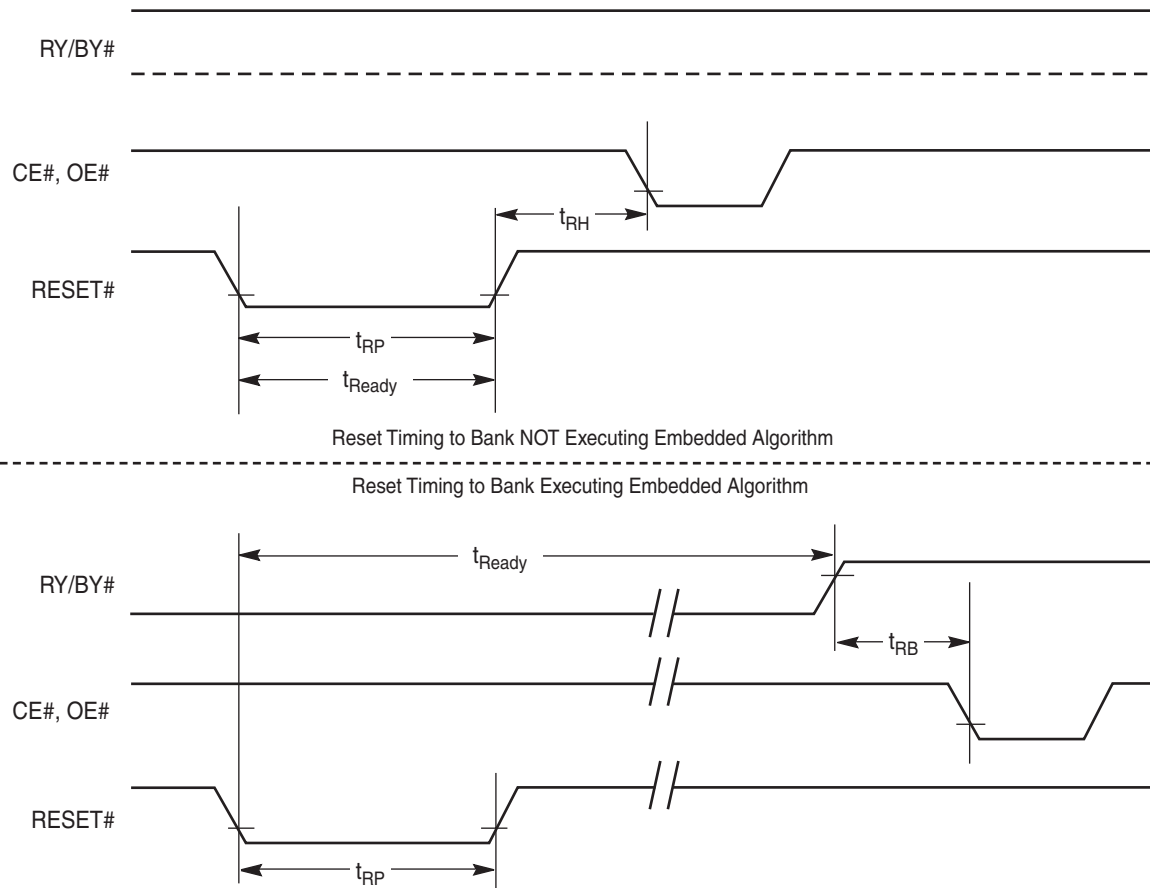 RY/BY#
CE#, OE#
tRH
RESET#
tRP
tReady
Reset Timing to Bank NOT Executing Embedded Algorithm
Reset Timing to Bank Executing Embedded Algorithm
tReady
RY/BY#
tRB
CE#, OE#
RESET#
tRP